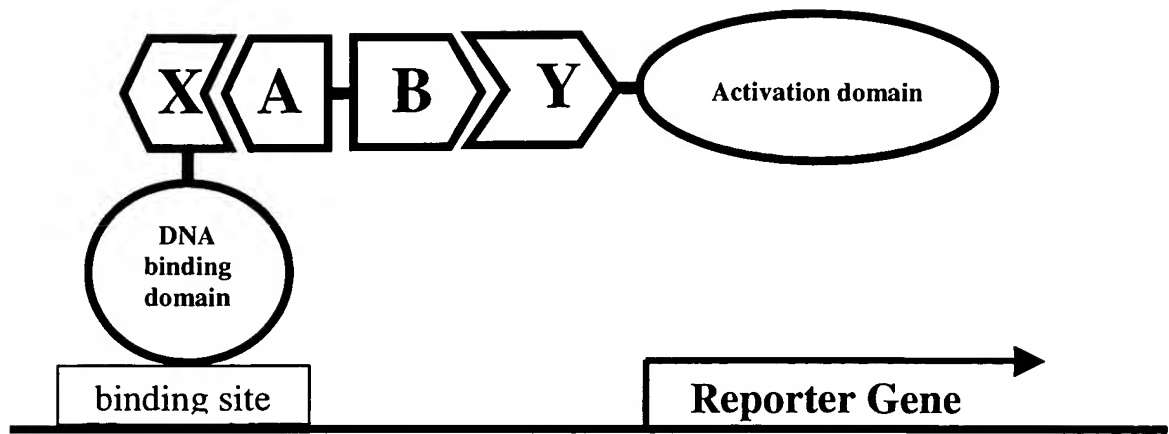 X A B Y
Activation domain
DNA
binding
domain
binding site
Reporter Gene